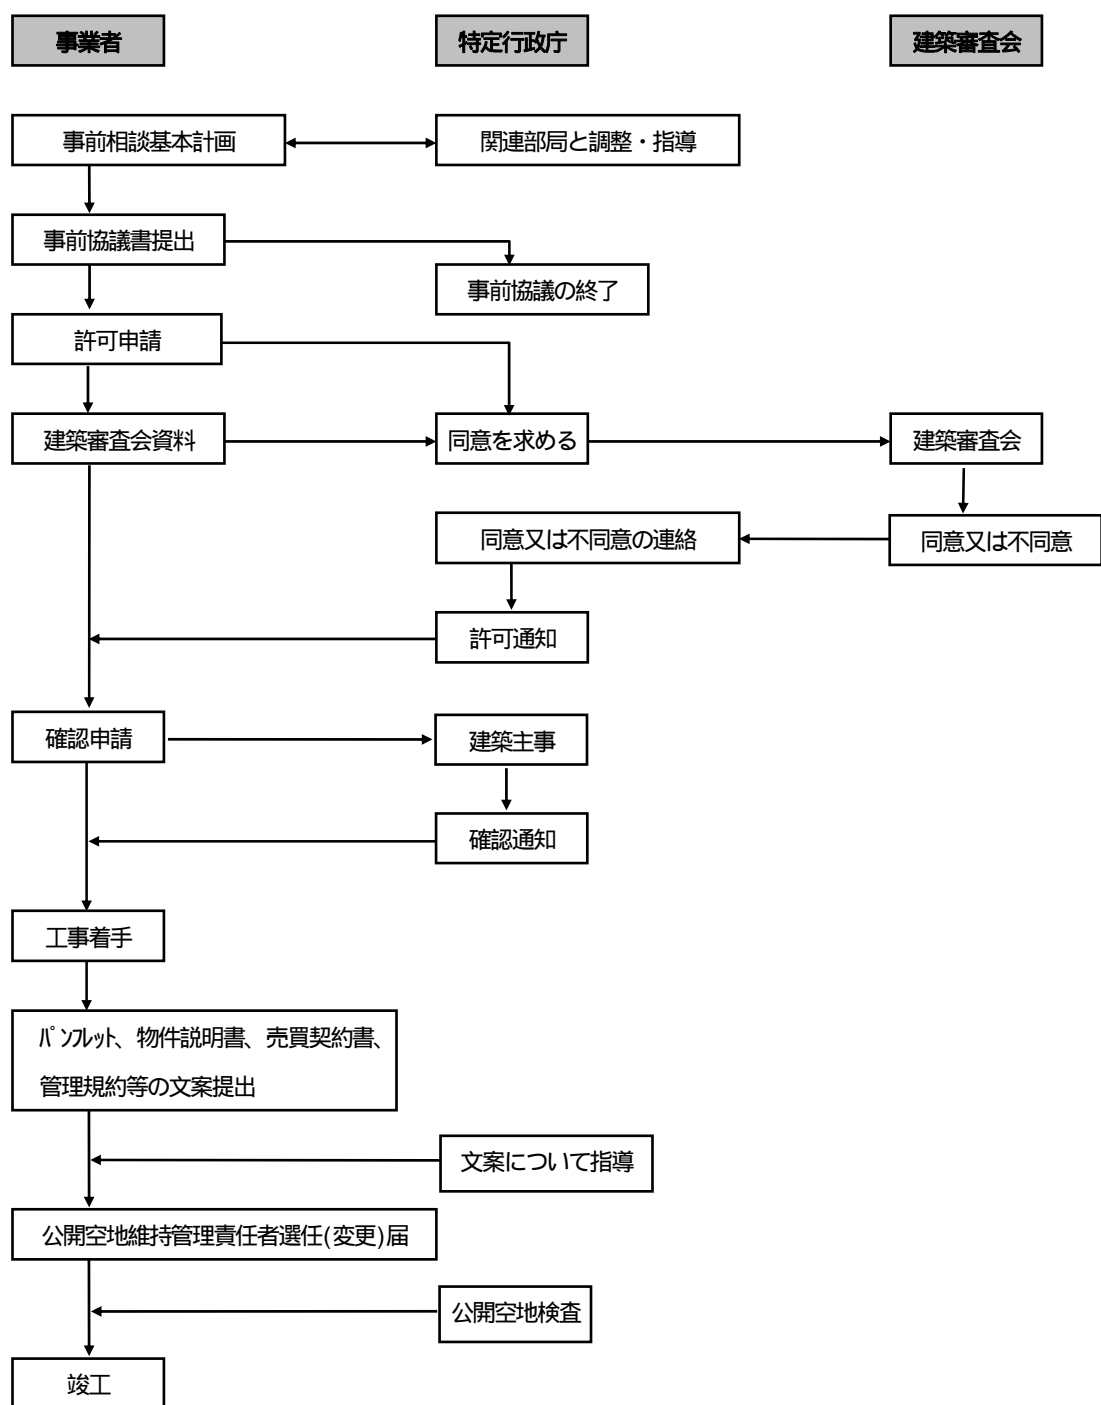 事業者
特定行政庁
建築審査会
事前相談基本計画
関連部局と調整・指導
事前協議書提出
事前協議の終了
許可申請
建築審査会資料
同意を求める
建築審査会
同意又は不同意の連絡
同意又は不同意
許可通知
確認申請
建築主事
確認通知
工事着手
ﾊﾟﾝﾌﾚｯﾄ、物件説明書、売買契約書、
管理規約等の文案提出
文案について指導
公開空地維持管理責任者選任(変更)届
公開空地検査
竣工